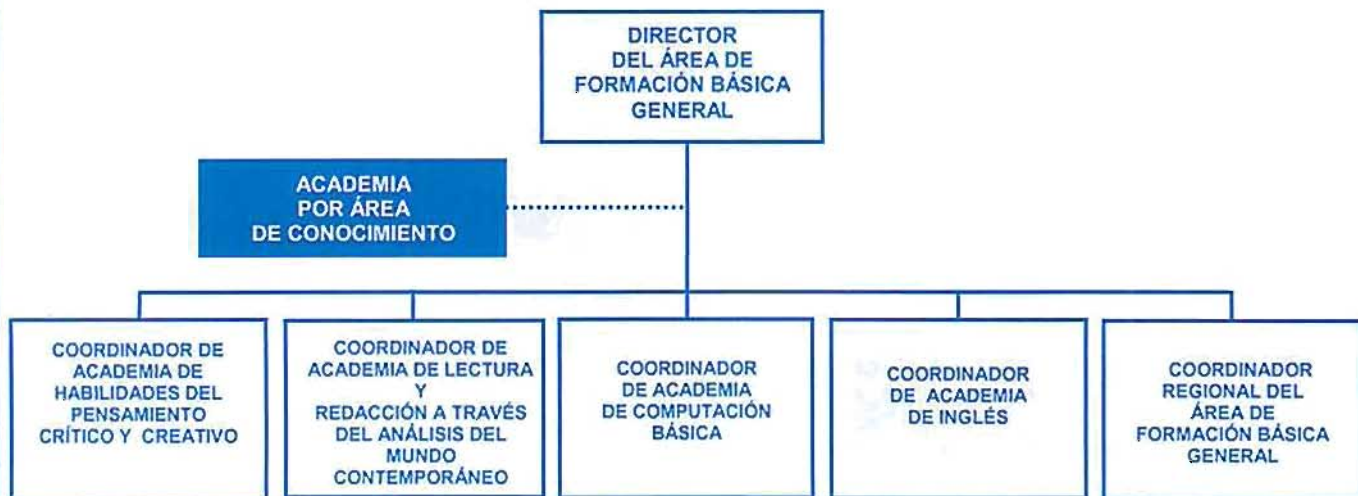 DIRECTOR
DEL ÁREA DE
FORMACIÓN BÁSICA
GENERAL
ACADEMIA
POR ÁREA
DE CONOCIMIENTO
COORDINADOR DE
ACADEMIA DE
HABILIDADES DEL
PENSAMIENTO
CRÍTICO Y CREATIVO
COORDINADOR DE
ACADEMIA DE LECTURA
Y
REDACCIÓN A TRAVÉS
DEL ANÁLISIS DEL
MUNDO
CONTEMPORÁNEO
COORDINADOR
DE ACADEMIA
DE COMPUTACIÓN
BÁSICA
COORDINADOR
DE ACADEMIA
DE INGLÉS
COORDINADOR
REGIONAL DEL
ÁREA DE
FORMACIÓN BÁSICA
GENERAL